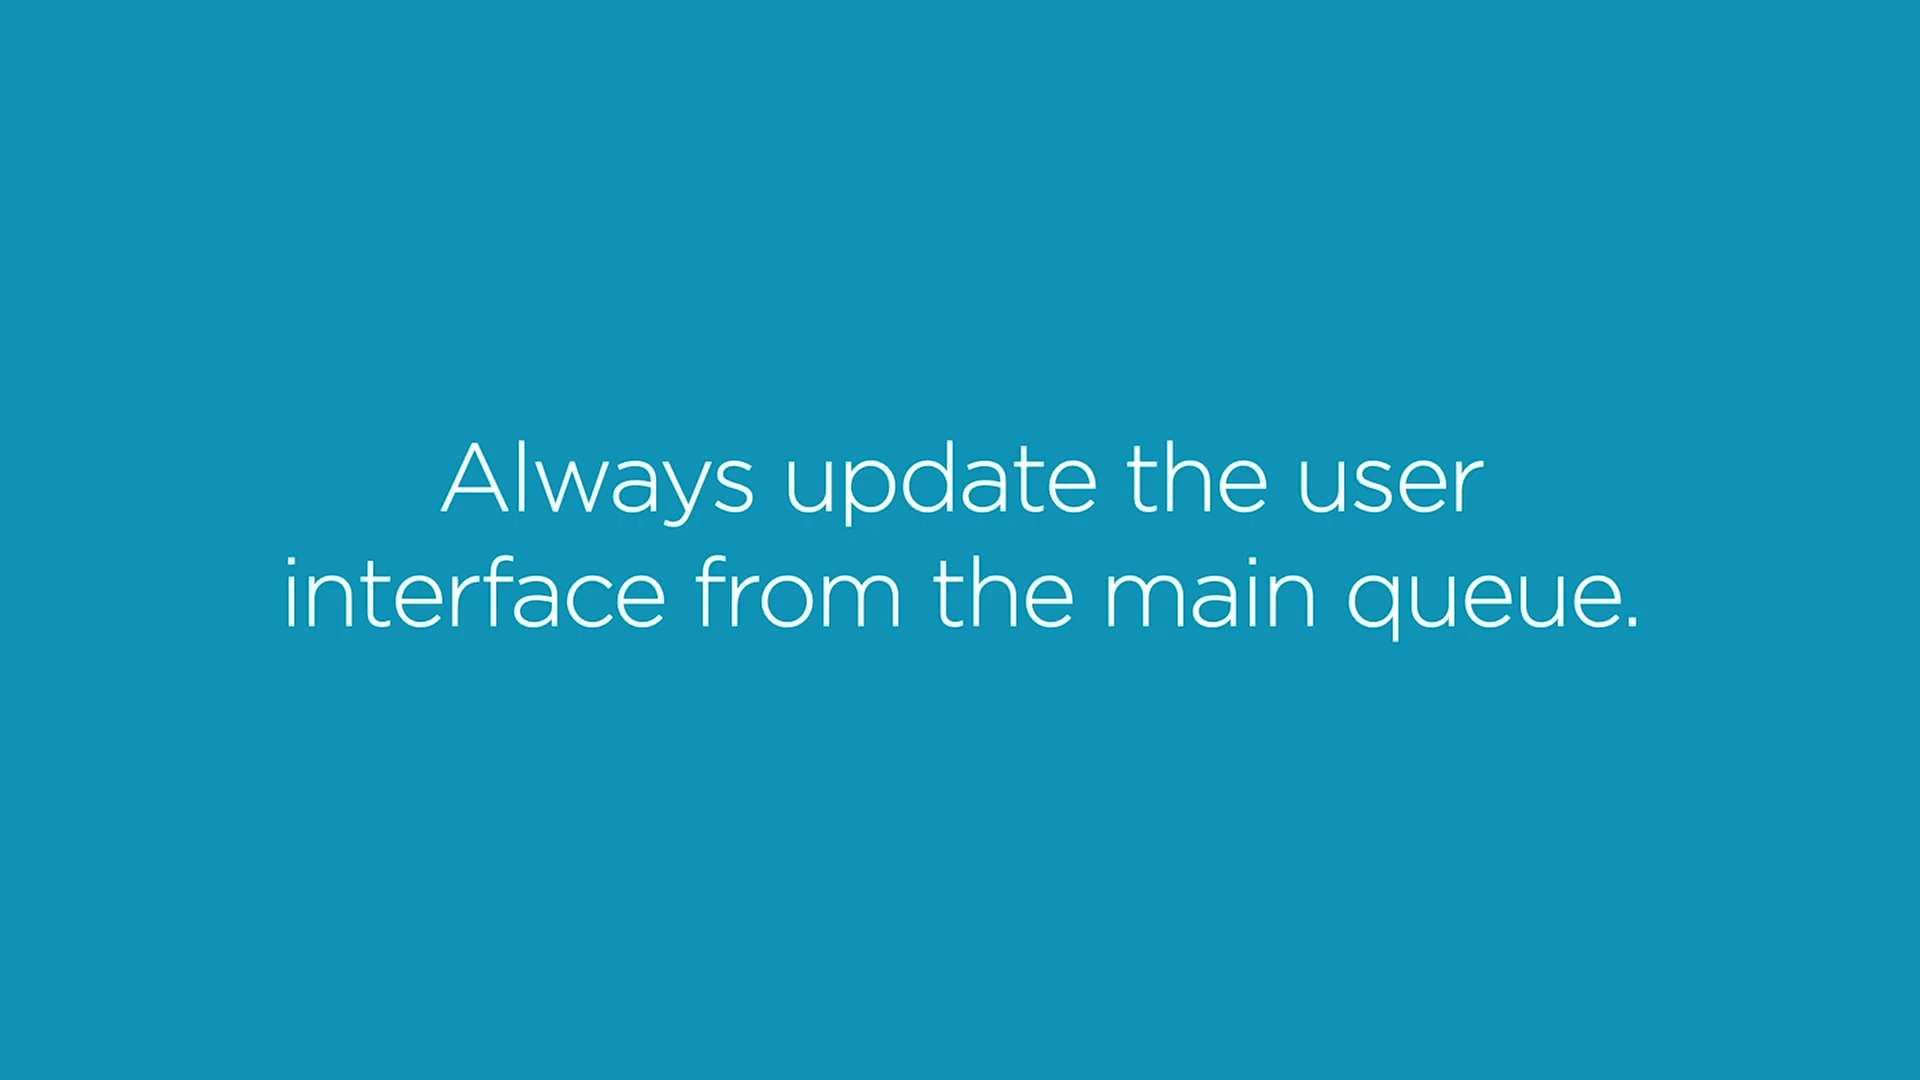 Always update the user
interface from the main queue.